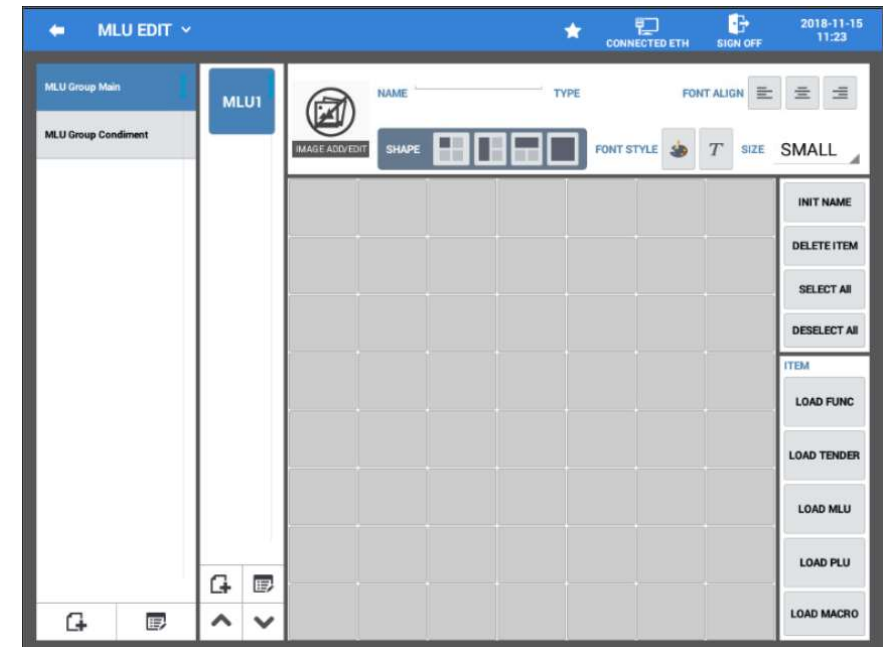 MLU EDIT
CONNECTED ETH
SIGN OFF
2018-11-15
11:23
MLU Group Main
MLU Group Condiment
MLU1
IMAGE ADD/EDIT
NAME
TYPE
FONT ALIGN
SHAPE
FONT STYLE
T
SIZE
SMALL
INIT NAME
DELETE ITEM
SELECT All
DESELECT All
ITEM
LOAD FUNC
LOAD TENDER
LOAD MLU
LOAD PLU
LOAD MACRO